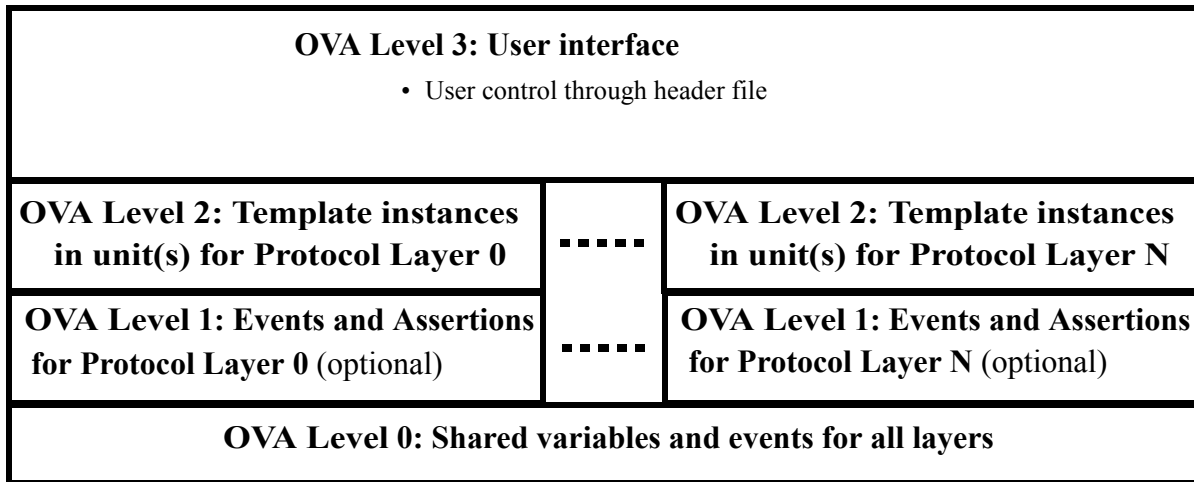 OVA Level 3: User interface
• User control through header file
OVA Level 2: Template instances
in unit(s) for Protocol Layer 0
OVA Level 2: Template instances
in unit(s) for Protocol Layer N
OVA Level 1: Events and Assertions
for Protocol Layer 0 (optional)
OVA Level 1: Events and Assertions
for Protocol Layer N (optional)
OVA Level 0: Shared variables and events for all layers